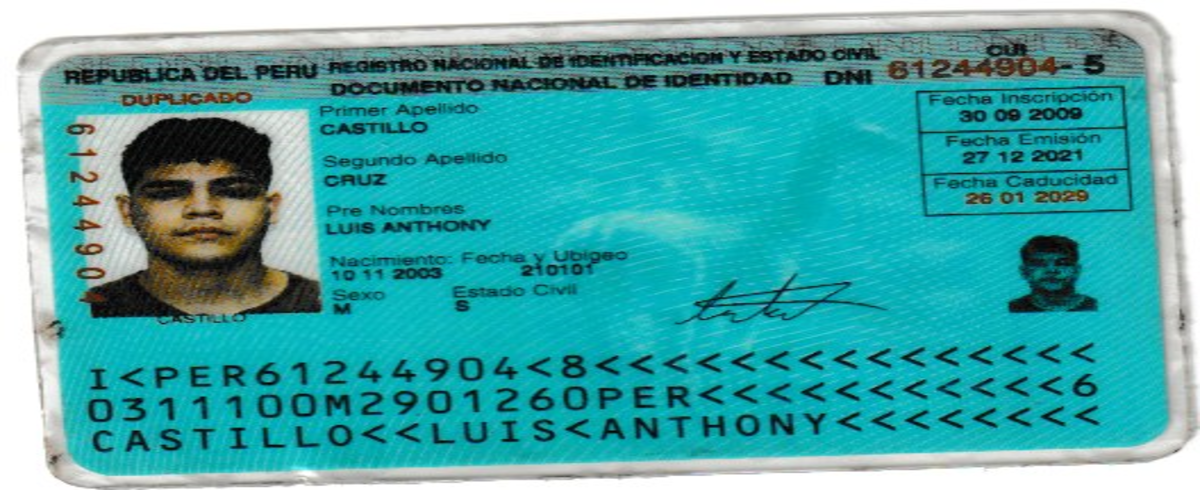 REPUBLICA DEL PERU REGISTRO NACIONAL DE IDENTIFICACION Y ESTADO CIVIL
DOCUMENTO NACIONAL DE IDENTIDAD DNI
CUI
61244904-5
DUPLICADO
61244904
CASTILLO
Primer Apellido
CASTILLO
Segundo Apellido
CRUZ
Pre Nombres
LUIS ANTHONY
Nacimiento: Fecha y Ubigeo
10 11 2003 210101
Sexo Estado Civil
M S
Fecha Inscripción
30 09 2009
Fecha Emisión
27 12 2021
Fecha Caducidad
26 01 2029
I<PER61244904<8<<<<<<<<<<<<<<<
0311100M2901260PER<<<<<<<<<<<6
CASTILLO<<LUIS<ANTHONY<<<<<<<<